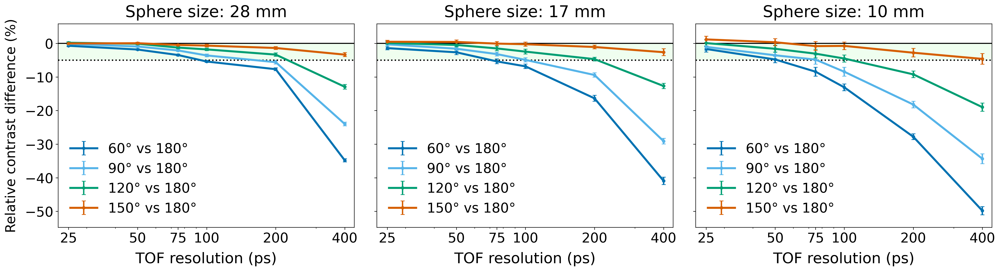 Sphere size: 28 mm
Relative contrast difference (%)
0
−10
−20
−30
−40
−50
60° vs 180°
90° vs 180°
120° vs 180°
150° vs 180°
25 50 75 100 200 400
TOF resolution (ps)
Sphere size: 17 mm
60° vs 180°
90° vs 180°
120° vs 180°
150° vs 180°
25 50 75 100 200 400
TOF resolution (ps)
Sphere size: 10 mm
60° vs 180°
90° vs 180°
120° vs 180°
150° vs 180°
25 50 75 100 200 400
TOF resolution (ps)